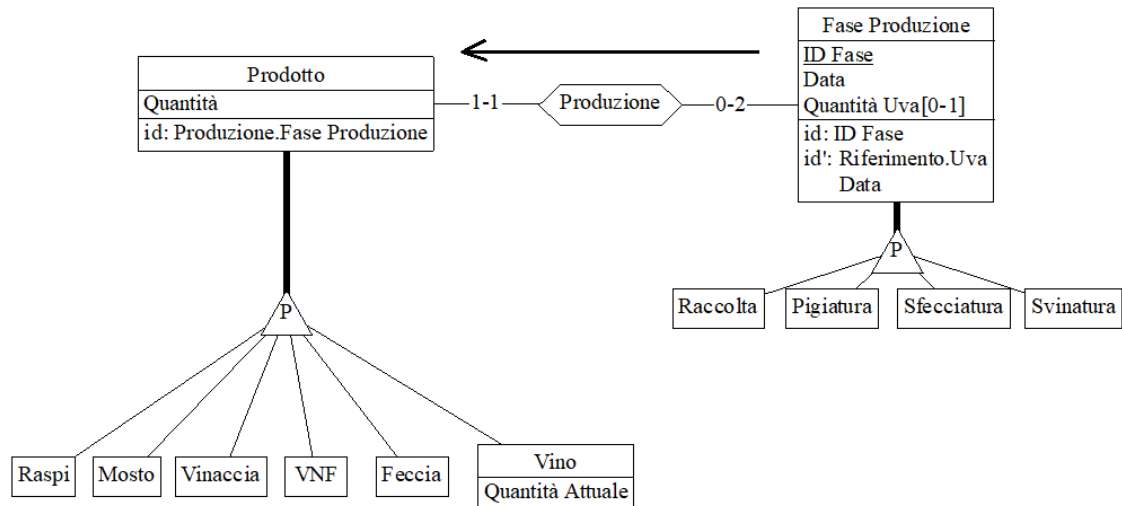 Fase Produzione
ID Fase
Data
Quantità Uva[0-1]
id: ID Fase
id': Riferimento.Uva
Data
Prodotto
Quantità
id: Produzione.Fase Produzione
1-1
Produzione
0-2
P
Raccolta
Pigiatura
Sfecciatura
Svinatura
P
Raspi
Mosto
Vinaccia
VNF
Feccia
Vino
Quantità Attuale